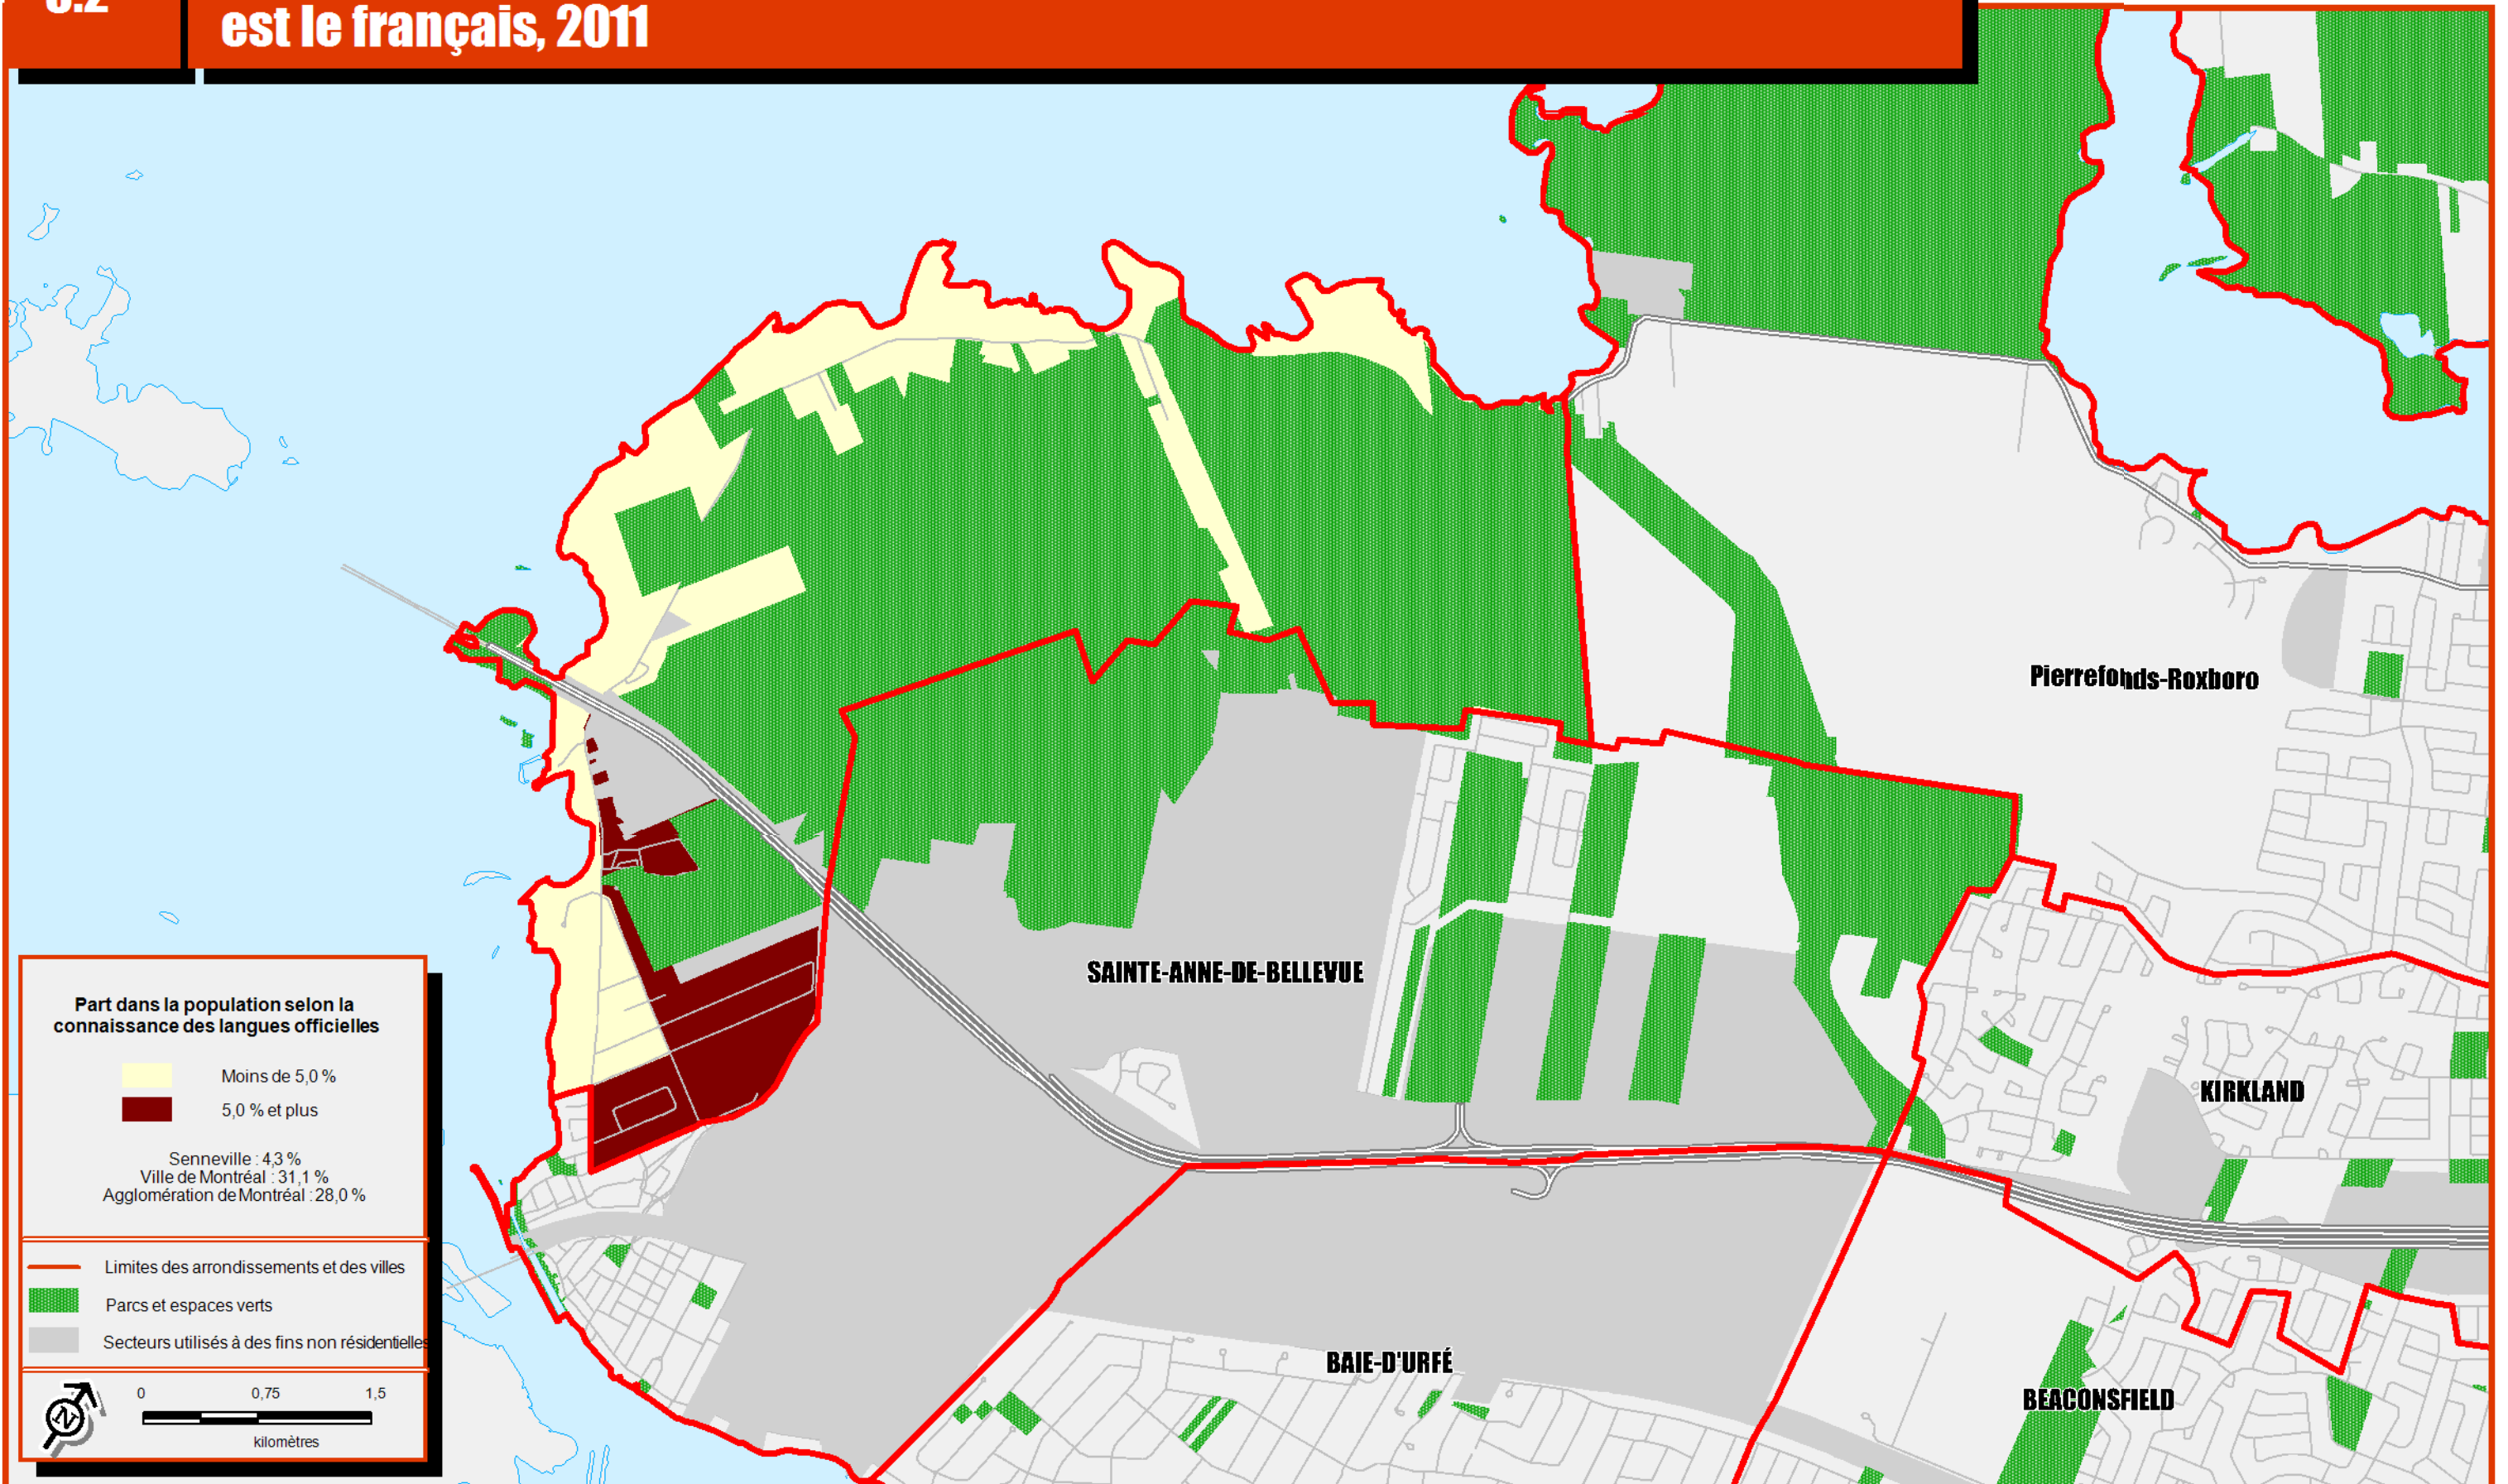 est le français, 2011
Pierrefonds-Roxboro
SAINTE-ANNE-DE-BELLEVUE
KIRKLAND
BAIE-D'URFÉ
BEACONSFIELD
Part dans la population selon la
connaissance des langues officielles
Moins de 5,0 %
5,0 % et plus
Senneville : 4,3 %
Ville de Montréal : 31,1 %
Agglomération de Montréal : 28,0 %
Limites des arrondissements et des villes
Parcs et espaces verts
Secteurs utilisés à des fins non résidentielles
N
0 0,75 1,5
kilomètres